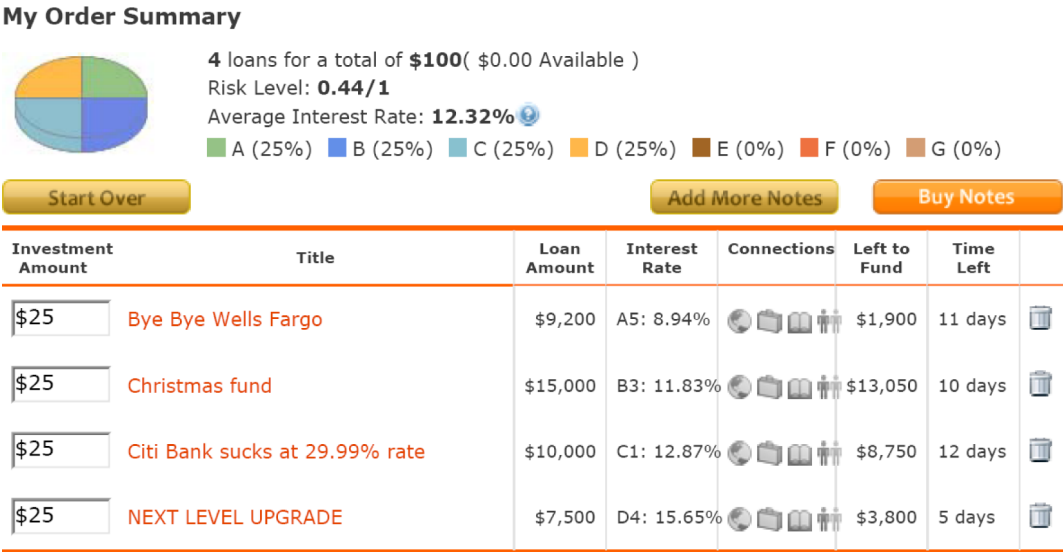 My Order Summary
4 loans for a total of $100( $0.00 Available )
Risk Level: 0.44/1
Average Interest Rate: 12.32%?
A (25%) B (25%) C (25%) D (25%) E (0%) F (0%) G (0%)
Start Over Add More Notes Buy Notes
Investment Amount Title Loan Amount Interest Rate Connections Left to Fund Time Left
$25 Bye Bye Wells Fargo $9,200 A5: 8.94% $1,900 11 days
$25 Christmas fund $15,000 B3: 11.83% $13,050 10 days
$25 Citi Bank sucks at 29.99% rate $10,000 C1: 12.87% $8,750 12 days
$25 NEXT LEVEL UPGRADE $7,500 D4: 15.65% $3,800 5 days